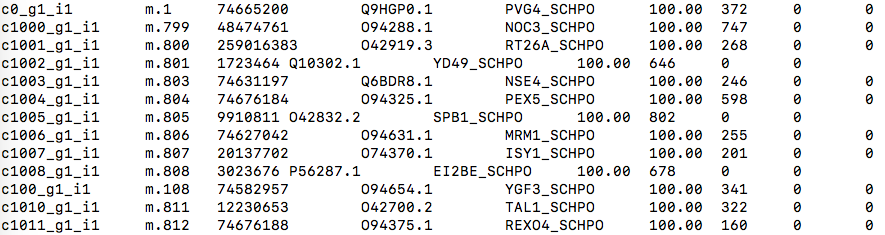 c0_g1_i1 m.1 74665200 Q9HGP0.1 PVG4_SCHPO 100.00 372 0 0
c1000_g1_i1 m.799 48474761 O94288.1 NOC3_SCHPO 100.00 747 0 0
c1001_g1_i1 m.800 259016383 O42919.3 RT26A_SCHPO 100.00 268 0 0
c1002_g1_i1 m.801 1723464 Q10302.1 YD49_SCHPO 100.00 646 0 0
c1003_g1_i1 m.803 74631197 Q6BDR8.1 NSE4_SCHPO 100.00 246 0 0
c1004_g1_i1 m.804 74676184 O94325.1 PEX5_SCHPO 100.00 598 0 0
c1005_g1_i1 m.805 9910811 O42832.2 SPB1_SCHPO 100.00 802 0 0
c1006_g1_i1 m.806 74627042 O94631.1 MRM1_SCHPO 100.00 255 0 0
c1007_g1_i1 m.807 20137702 O74370.1 ISY1_SCHPO 100.00 201 0 0
c1008_g1_i1 m.808 3023676 P56287.1 EI2BE_SCHPO 100.00 678 0 0
c100_g1_i1 m.108 74582957 O94654.1 YGF3_SCHPO 100.00 341 0 0
c1010_g1_i1 m.811 12230653 O42700.2 TAL1_SCHPO 100.00 322 0 0
c1011_g1_i1 m.812 74676188 O94375.1 REXO4_SCHPO 100.00 160 0 0